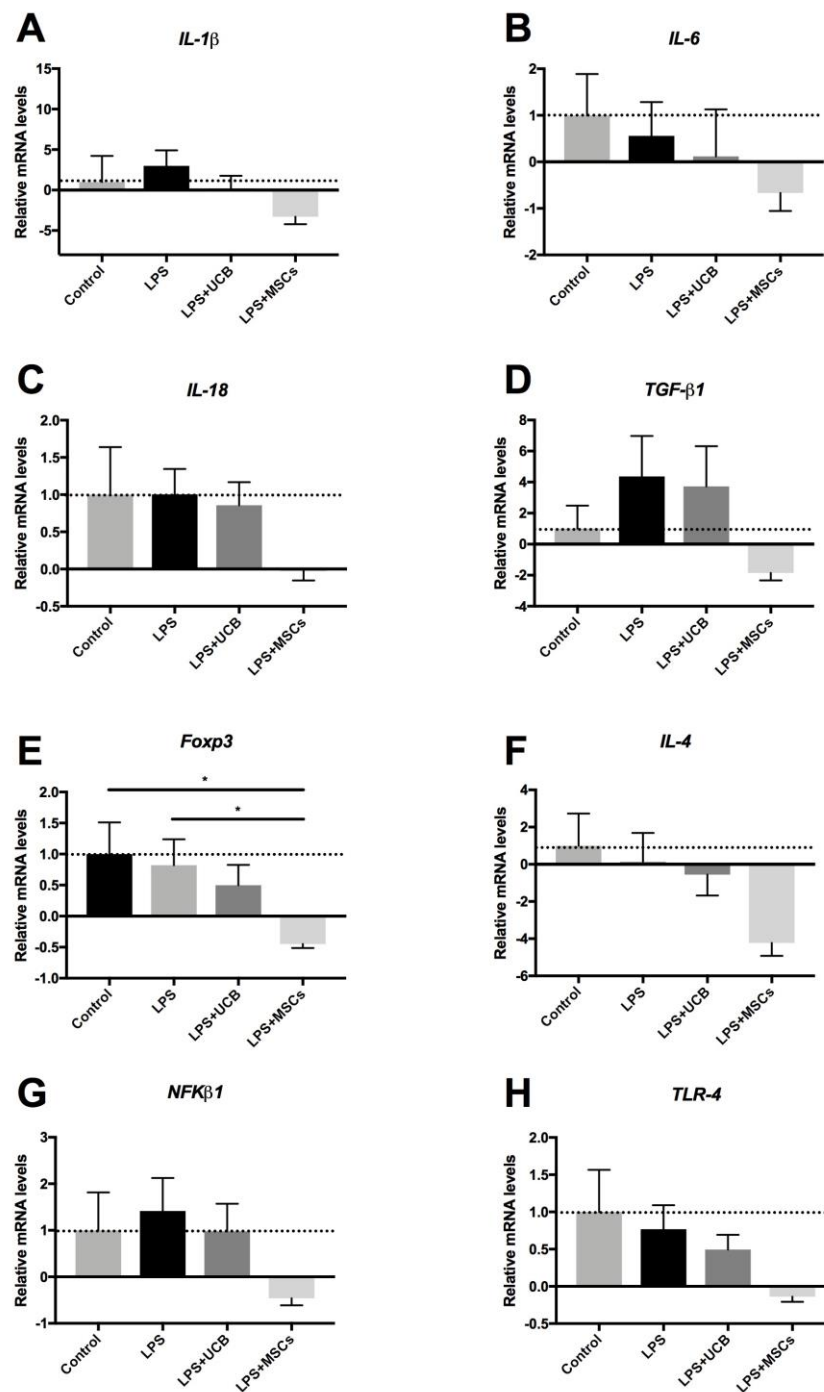 A
IL-1β
Relative mRNA levels
15
10
5
0
-5
Control
LPS
LPS+UCB
LPS+MSCs
B
IL-6
Relative mRNA levels
2
1
0
-1
-2
Control
LPS
LPS+UCB
LPS+MSCs
C
IL-18
Relative mRNA levels
2.0
1.5
1.0
0.5
0.0
-0.5
Control
LPS
LPS+UCB
LPS+MSCs
D
TGF-β1
Relative mRNA levels
8
6
4
2
0
-2
-4
Control
LPS
LPS+UCB
LPS+MSCs
E
Foxp3
Relative mRNA levels
2.0
1.5
1.0
0.5
0.0
-0.5
-1.0
*
*
Control
LPS
LPS+UCB
LPS+MSCs
F
IL-4
Relative mRNA levels
4
2
0
-2
-4
-6
Control
LPS
LPS+UCB
LPS+MSCs
G
NFKβ1
Relative mRNA levels
3
2
1
0
-1
Control
LPS
LPS+UCB
LPS+MSCs
H
TLR-4
Relative mRNA levels
2.0
1.5
1.0
0.5
0.0
-0.5
Control
LPS
LPS+UCB
LPS+MSCs